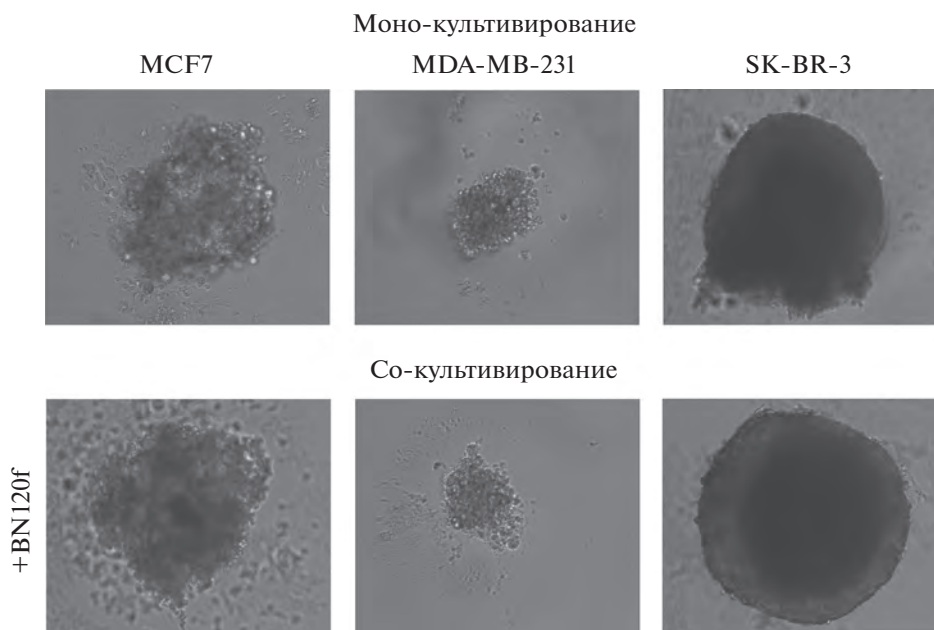 Моно-культивирование
MCF7 MDA-MB-231 SK-BR-3
Со-культивирование
+BN120f